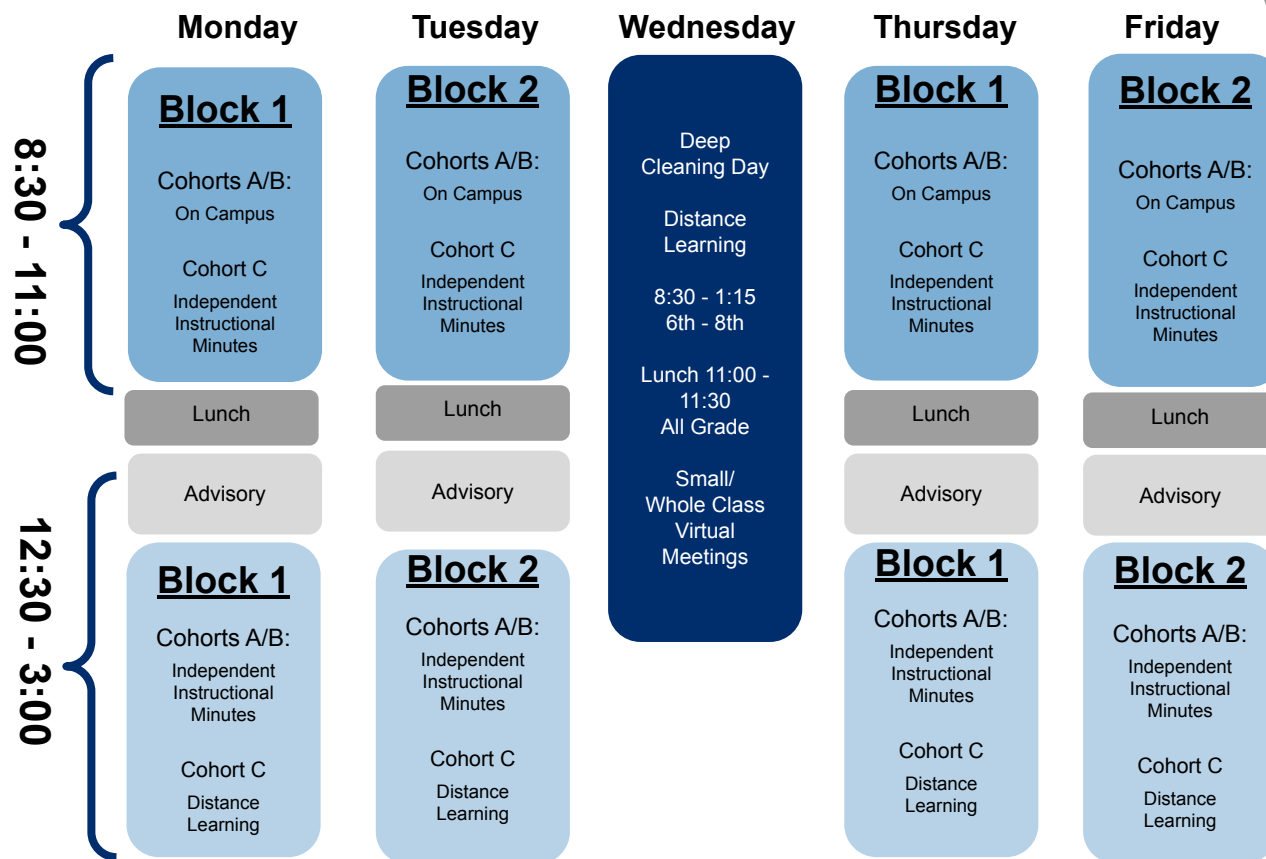 Monday
Tuesday
Wednesday
Thursday
Friday
8:30 - 11:00
Block 1
Cohorts A/B:
On Campus
Cohort C
Independent
Instructional
Minutes
Block 2
Cohorts A/B:
On Campus
Cohort C
Independent
Instructional
Minutes
Deep
Cleaning Day
Distance
Learning
8:30 - 1:15
6th - 8th
Lunch 11:00 -
11:30
All Grade
Small/
Whole Class
Virtual
Meetings
Block 1
Cohorts A/B:
On Campus
Cohort C
Independent
Instructional
Minutes
Block 2
Cohorts A/B:
On Campus
Cohort C
Independent
Instructional
Minutes
Lunch
Lunch
Lunch
Lunch
12:30 - 3:00
Advisory
Advisory
Advisory
Advisory
Block 1
Cohorts A/B:
Independent
Instructional
Minutes
Cohort C
Distance
Learning
Block 2
Cohorts A/B:
Independent
Instructional
Minutes
Cohort C
Distance
Learning
Block 1
Cohorts A/B:
Independent
Instructional
Minutes
Cohort C
Distance
Learning
Block 2
Cohorts A/B:
Independent
Instructional
Minutes
Cohort C
Distance
Learning